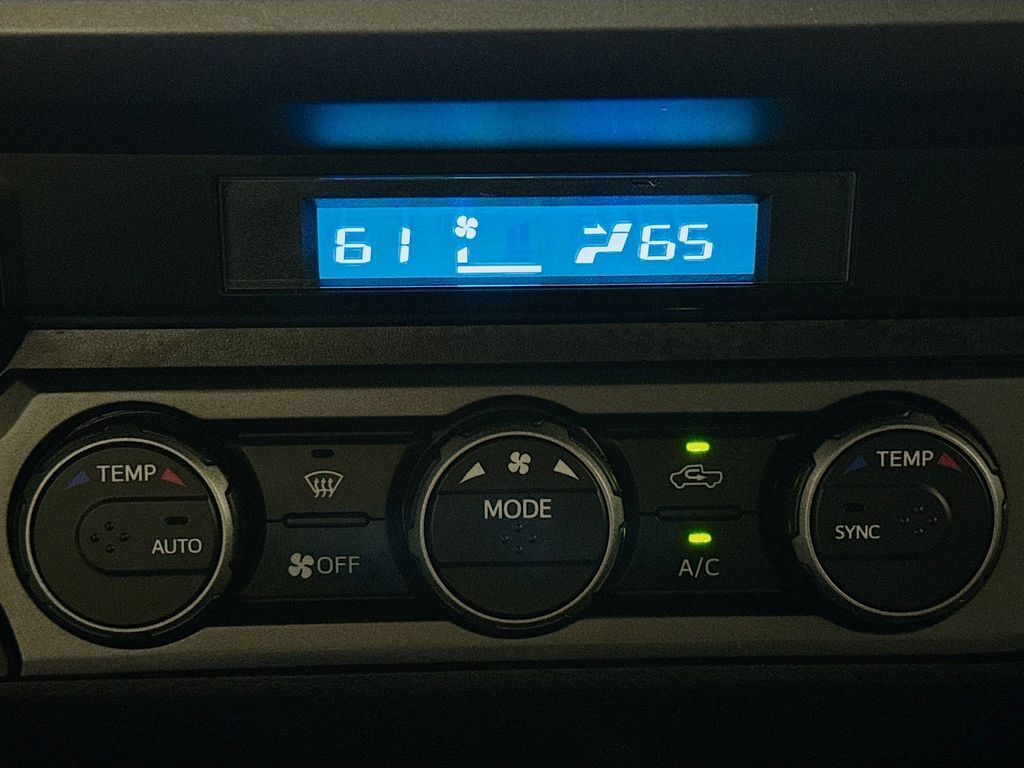 61 65
TEMP
AUTO
OFF
MODE
A/C
TEMP
SYNC